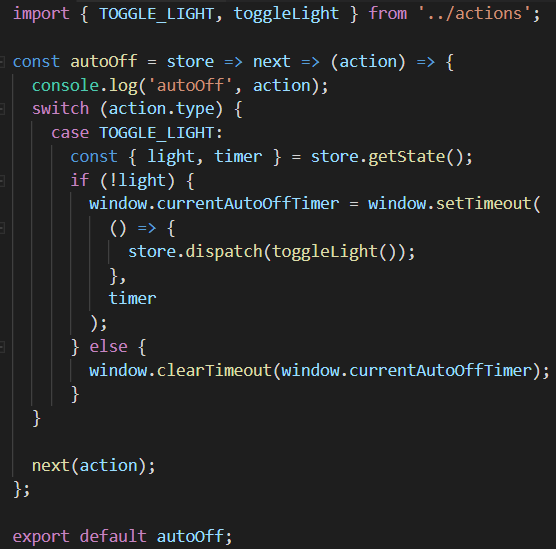 import { TOGGLE_LIGHT, toggleLight } from '../actions';

const autoOff = store => next => (action) => {
  console.log('autoOff', action);
  switch (action.type) {
    case TOGGLE_LIGHT:
      const { light, timer } = store.getState();
      if (!light) {
        window.currentAutoOffTimer = window.setTimeout(
          () => {
            store.dispatch(toggleLight());
          },
          timer
        );
      } else {
        window.clearTimeout(window.currentAutoOffTimer);
      }
  }

  next(action);
};

export default autoOff;